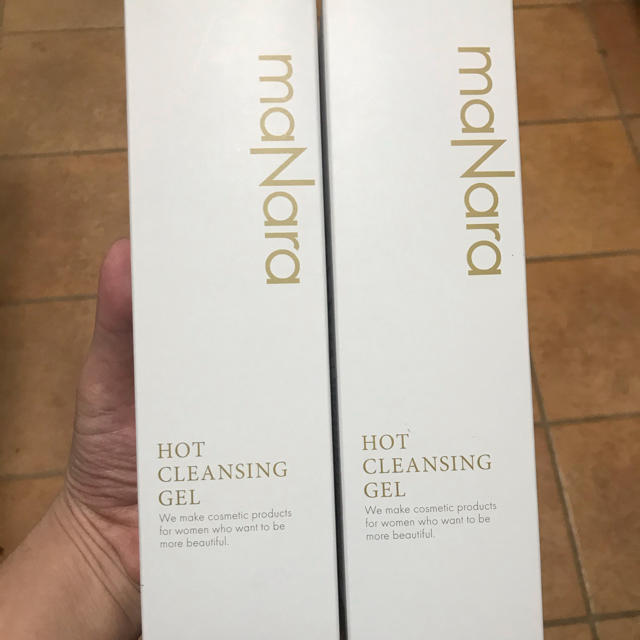 maNara
HOT
CLEANSING
GEL
We make cosmetic products
for women who want to be
more beautiful.
maNara
HOT
CLEANSING
GEL
We make cosmetic products
for women who want to be
more beautiful.